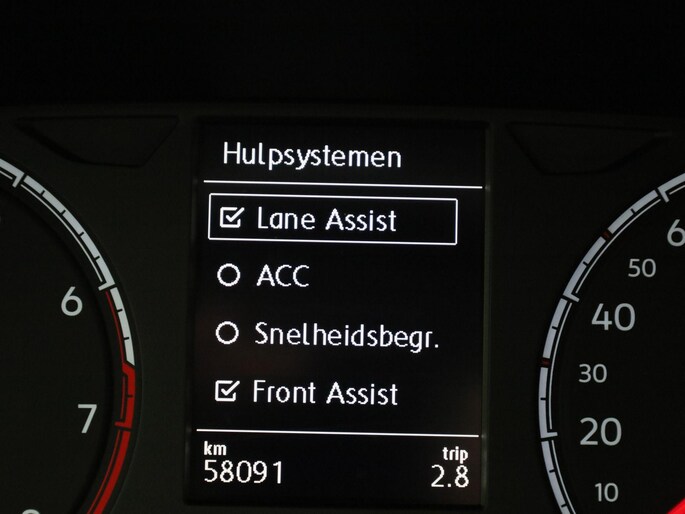 Hulpsystemen
Lane Assist
ACC
Snelheidsbegr.
Front Assist
km
58091
trip
2.8
6
7
50
40
30
20
10